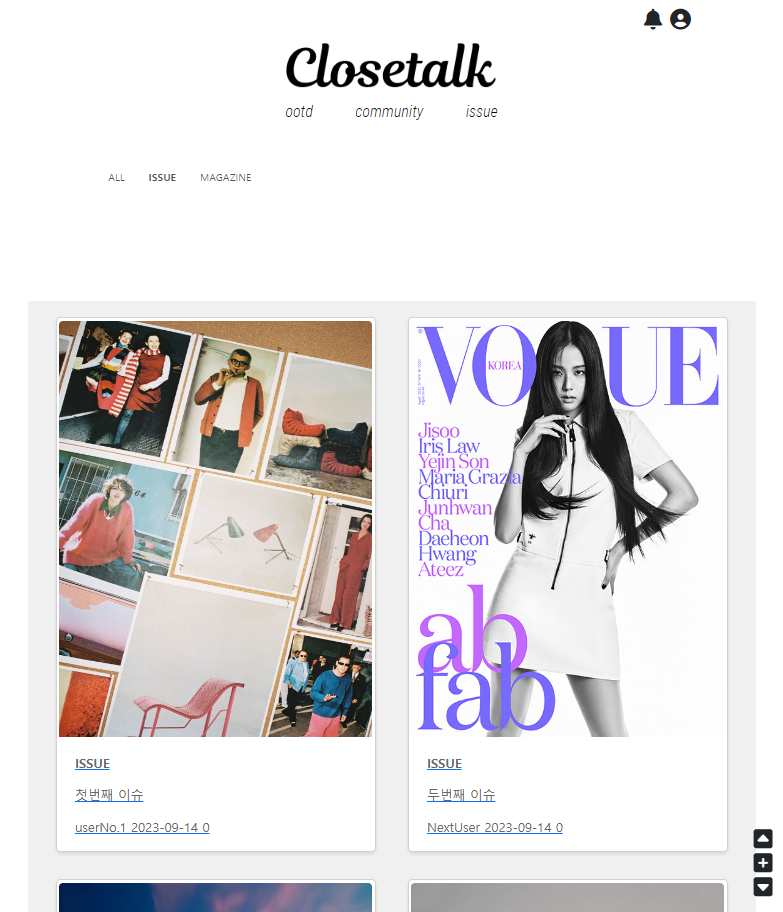 Closetalk
ootd community issue
ALL ISSUE MAGAZINE
VOGUE
KOREA
Jisoo
Iris Law
Yejin Son
Maria Grazia
Chiuri
Junhwan
Cha
Daeheon
Hwang
Ateez
ab
fab
64
ISSUE
첫번째 이슈
userNo.1 2023-09-14 0
ISSUE
두번째 이슈
NextUser 2023-09-14 0